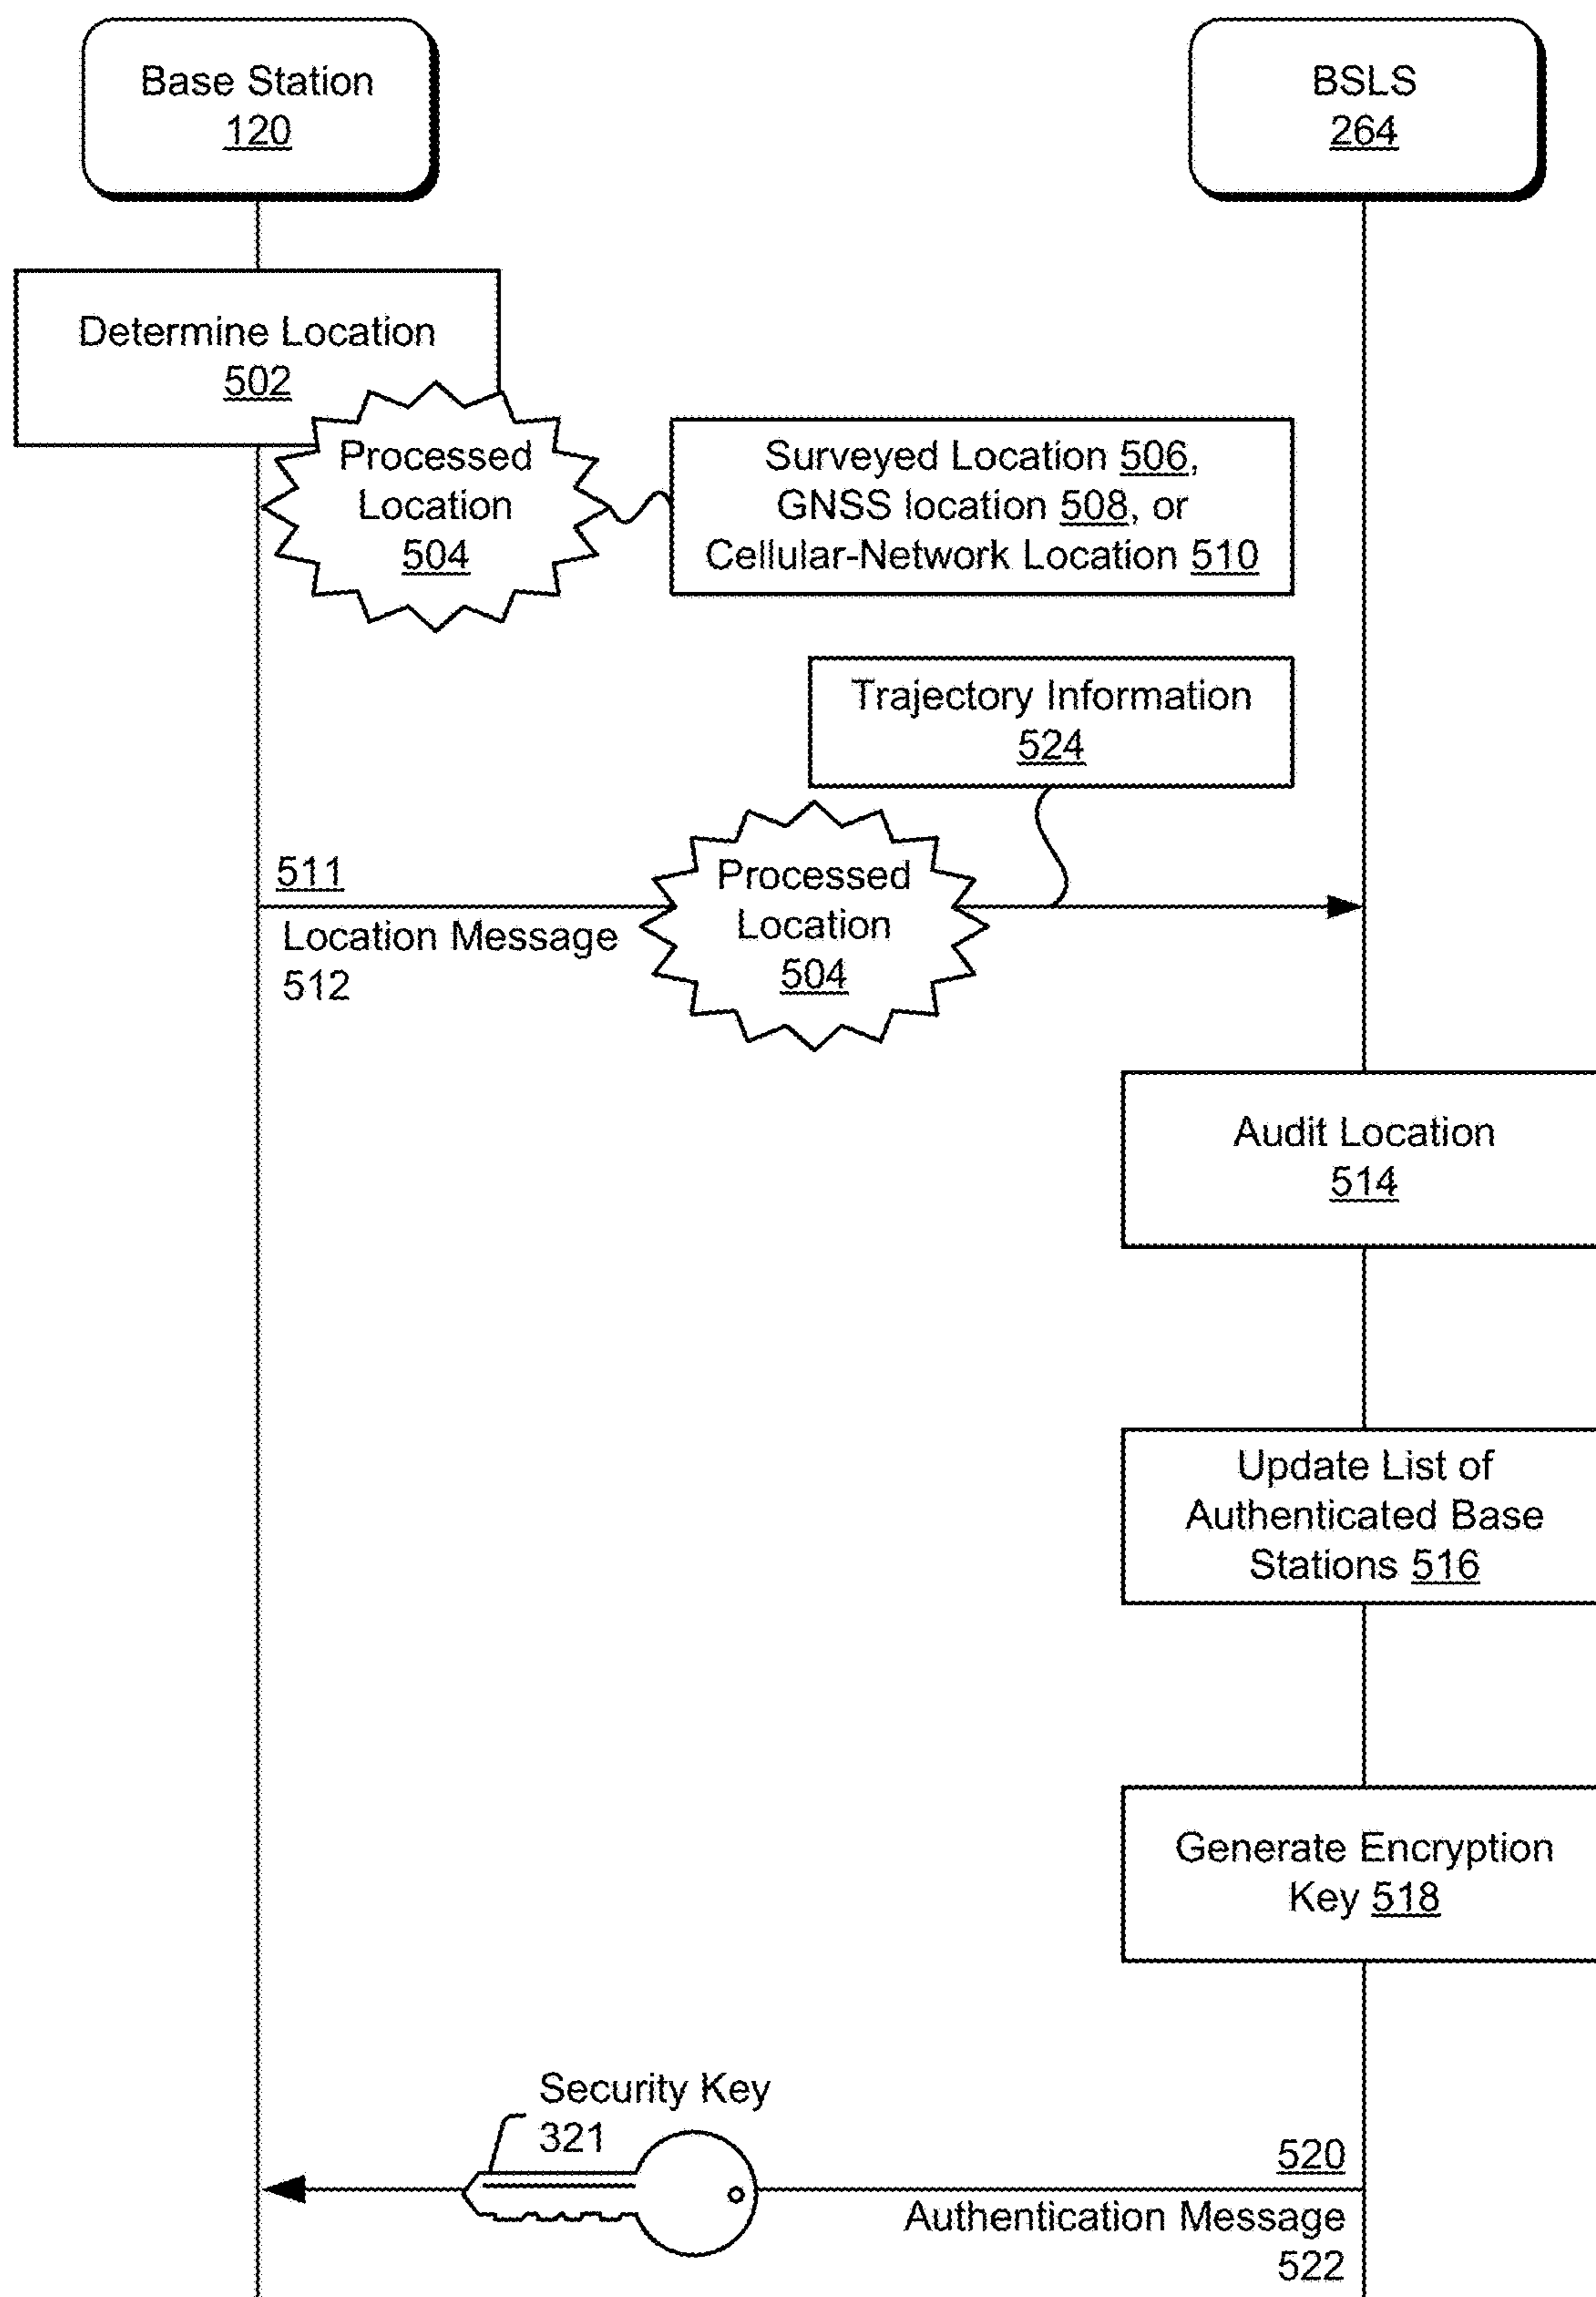 Base Station
120
BSLS
264
Determine Location
502
Processed
Location
504
Surveyed Location 506,
GNSS location 508, or
Cellular-Network Location 510
Trajectory Information
524
511
Location Message
512
Processed
Location
504
Audit Location
514
Update List of
Authenticated Base
Stations 516
Generate Encryption
Key 518
Security Key
321
520
Authentication Message
522